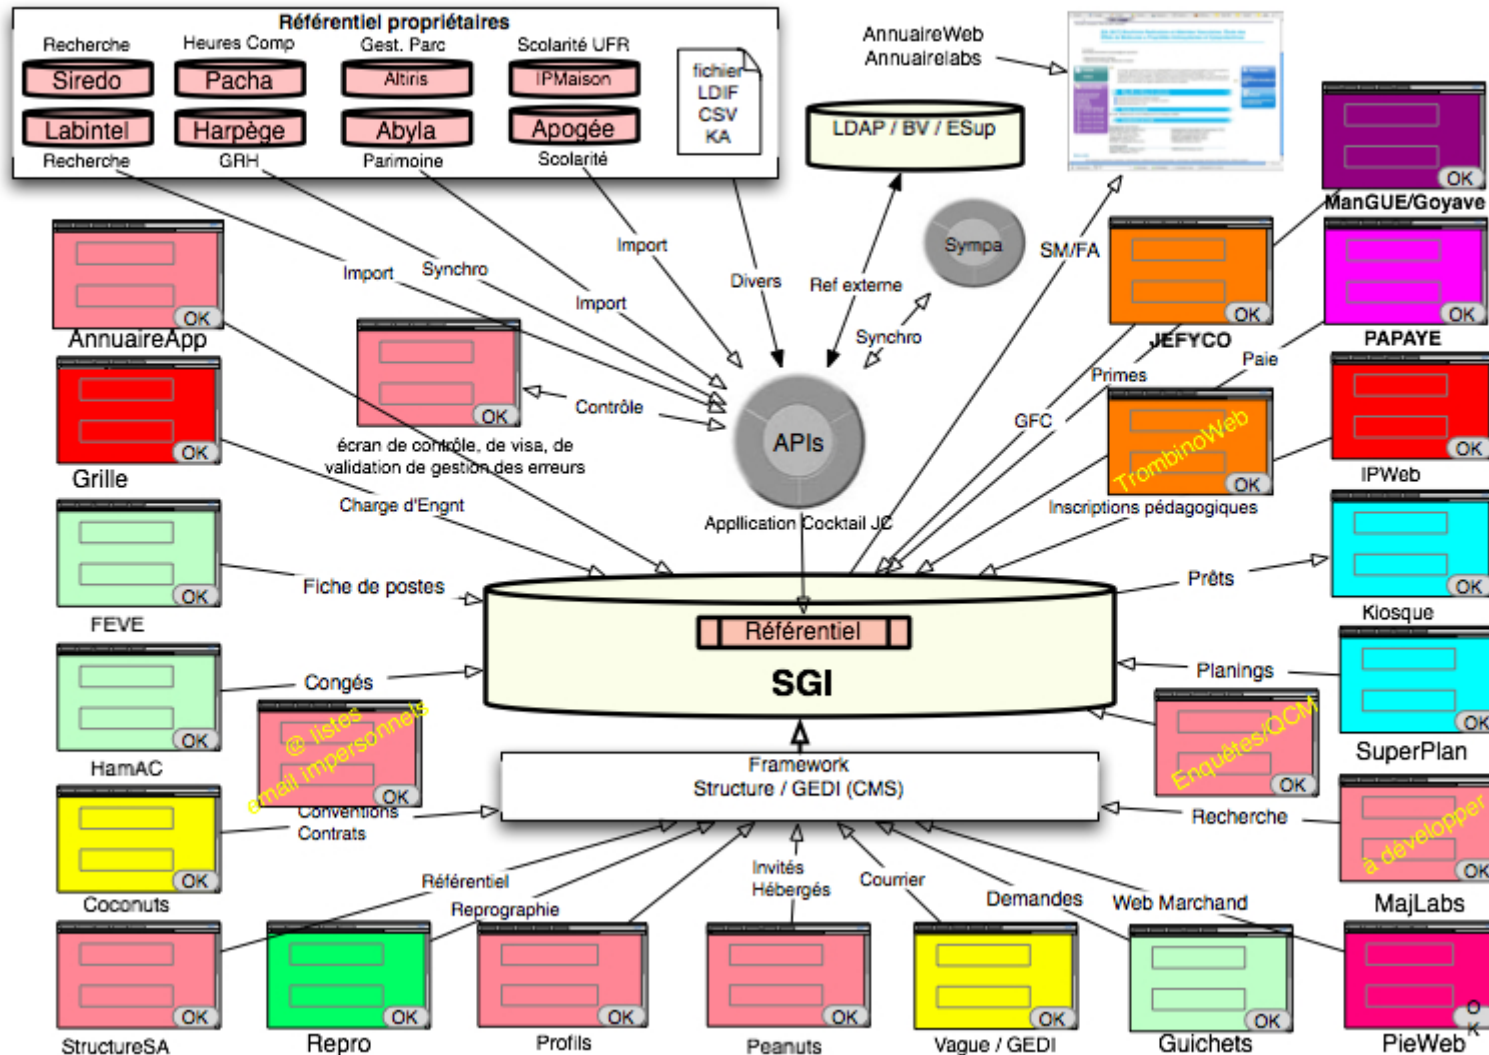 Référentiel propriétaires
Recherche
Heures Comp
Gest. Parc
Scolarité UFR
Siredo
Pacha
Altiris
IPMaison
Labintel
Harpège
Abyla
Apogée
Recherche
GRH
Parimoine
Scolarité
fichier
LDIF
CSV
KA
AnnuaireWeb
Annuairelabs
LDAP / BV / ESup
Sympa
SM/FA
Import
Synchro
Import
Import
Divers
Ref externe
Synchro
OK
AnnuaireApp
OK
Grille
OK
FEVE
OK
HamAC
OK
Coconuts
OK
StructureSA
OK
Contrôle
écran de contrôle, de visa, de
validation de gestion des erreurs
APIs
Appllication Cocktail JC
Charge d'Engnt
Fiche de postes
Congés
@ listes
email impersonnels
OK
Conventions
Contrats
OK
ManGUE/Goyave
OK
JEFYCO
OK
PAPAYE
Primes
Paie
GFC
TrombinoWeb
OK
OK
IPWeb
Inscriptions pédagogiques
Prêts
OK
Kiosque
Planings
OK
SuperPlan
Enquêtes/QCM
OK
Recherche
à développer
OK
MajLabs
Référentiel
SGI
Framework
Structure / GEDI (CMS)
Référentiel
Reprographie
Invités
Hébergés
Courrier
Demandes
Web Marchand
OK
Repro
OK
Profils
OK
Peanuts
OK
Vague / GEDI
OK
Guichets
O
K
PieWeb